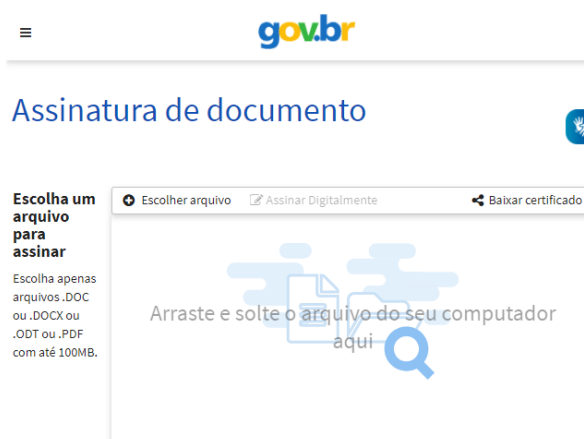 gov.br
Assinatura de documento
Escolha um
arquivo
para
assinar
Escolha apenas
arquivos .DOC
ou .DOCX ou
.ODT ou .PDF
com até 100MB.
Escolher arquivo Assinar Digitalmente Baixar certificado
Arraste e solte o arquivo do seu computador
aqui